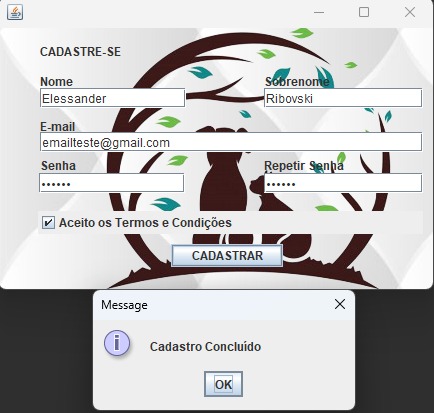 CADASTRE-SE
Nome Sobrenome
Elessander Ribovski
E-mail
emailteste@gmail.com
Senha Repetir Senha
•••••• ••••••
Aceito os Termos e Condições
CADASTRAR
Message
Cadastro Concluído
OK